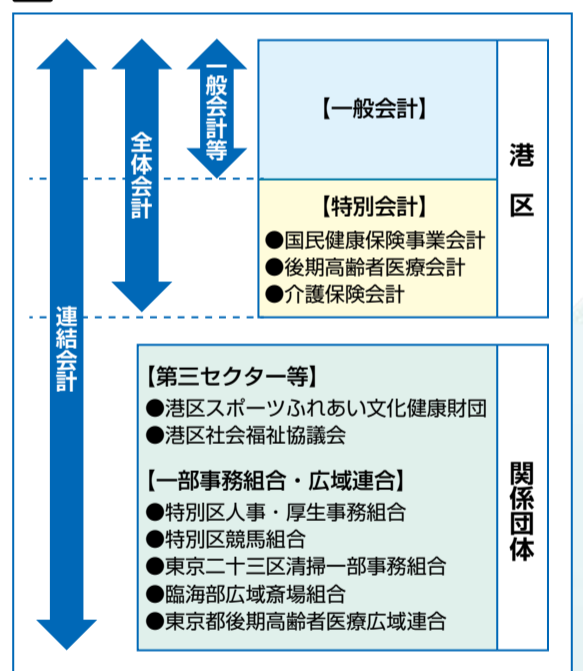 一般会計等
全体会計
連結会計
【一般会計】
【特別会計】
●国民健康保険事業会計
●後期高齢者医療会計
●介護保険会計
港区
【第三セクター等】
●港区スポーツふれあい文化健康財団
●港区社会福祉協議会
【一部事務組合・広域連合】
●特別区人事・厚生事務組合
●特別区競馬組合
●東京二十三区清掃一部事務組合
●臨海部広域斎場組合
●東京都後期高齢者医療広域連合
関係団体